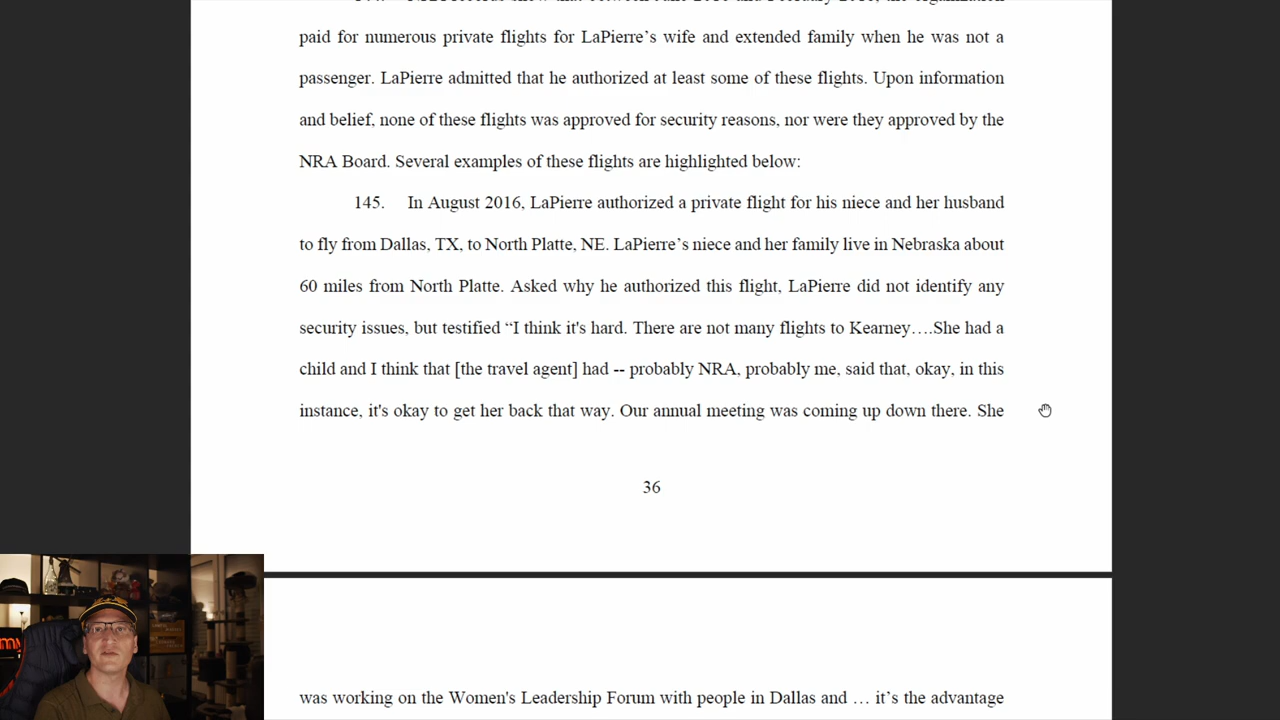 paid for numerous private flights for LaPierre’s wife and extended family when he was not a
passenger. LaPierre admitted that he authorized at least some of these flights. Upon information
and belief, none of these flights was approved for security reasons, nor were they approved by the
NRA Board. Several examples of these flights are highlighted below:
145. In August 2016, LaPierre authorized a private flight for his niece and her husband
to fly from Dallas, TX, to North Platte, NE. LaPierre’s niece and her family live in Nebraska about
60 miles from North Platte. Asked why he authorized this flight, LaPierre did not identify any
security issues, but testified “I think it's hard. There are not many flights to Kearney….She had a
child and I think that [the travel agent] had -- probably NRA, probably me, said that, okay, in this
instance, it's okay to get her back that way. Our annual meeting was coming up down there. She
36
was working on the Women's Leadership Forum with people in Dallas and … it’s the advantage